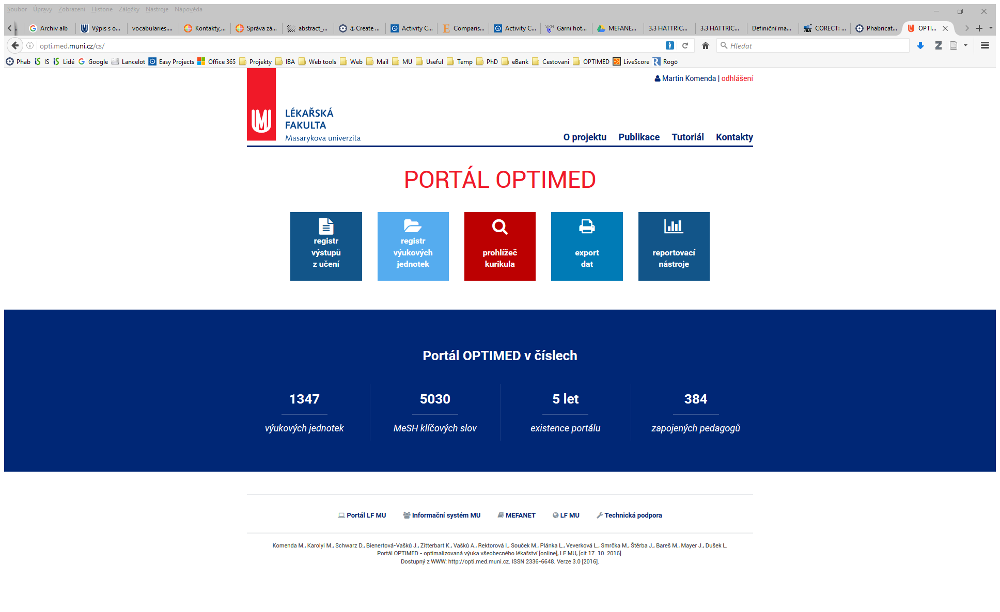 Soubor Úpravy Zobrazení Historie Záložky Nástroje Nápověda
Archiv alb Výpis s o... vocabularies.... Kontakty,... Správa zá... abstract_... Create ... Activity C... Comparis... Activity C... Garni hot... MEFANE... 3.3 HATTRIC... 3.3 HATTRIC... Definiční ma... CORECT: ... Phabricat... OPTI...
opti.med.muni.cz/cs/ Hledat
Phab IS Lidé Google Lancelot Easy Projects Office 365 Projekty IBA Web tools Web Mail MU Useful Temp PhD eBank Cestovani OPTIMED LiveScore Rogō
Martin Komenda | odhlášení
LÉKAŘSKÁ
FAKULTA
Masarykova univerzita
O projektu Publikace Tutoriál Kontakty
PORTÁL OPTIMED
registr
výstupů
z učení
registr
výukových
jednotek
prohlížeč
kurikula
export
dat
reportovací
nástroje
Portál OPTIMED v číslech
1347 5030 5 let 384
výukových jednotek MeSH klíčových slov existence portálu zapojených pedagogů
Portál LF MU Informační systém MU MEFANET LF MU Technická podpora
Komenda M., Karolyi M., Schwarz D., Bienertová-Vašků J., Zitterbart K., Vašků A., Rektorová I., Souček M., Plánka L., Veverková L., Smrčka M., Štěrba J., Bareš M., Mayer J., Dušek L.
Portál OPTIMED - optimalizovaná výuka všeobecného lékařství [online], LF MU, [cit.17. 10. 2016].
Dostupný z WWW: http://opti.med.muni.cz. ISSN 2336-6648. Verze 3.0 [2016].